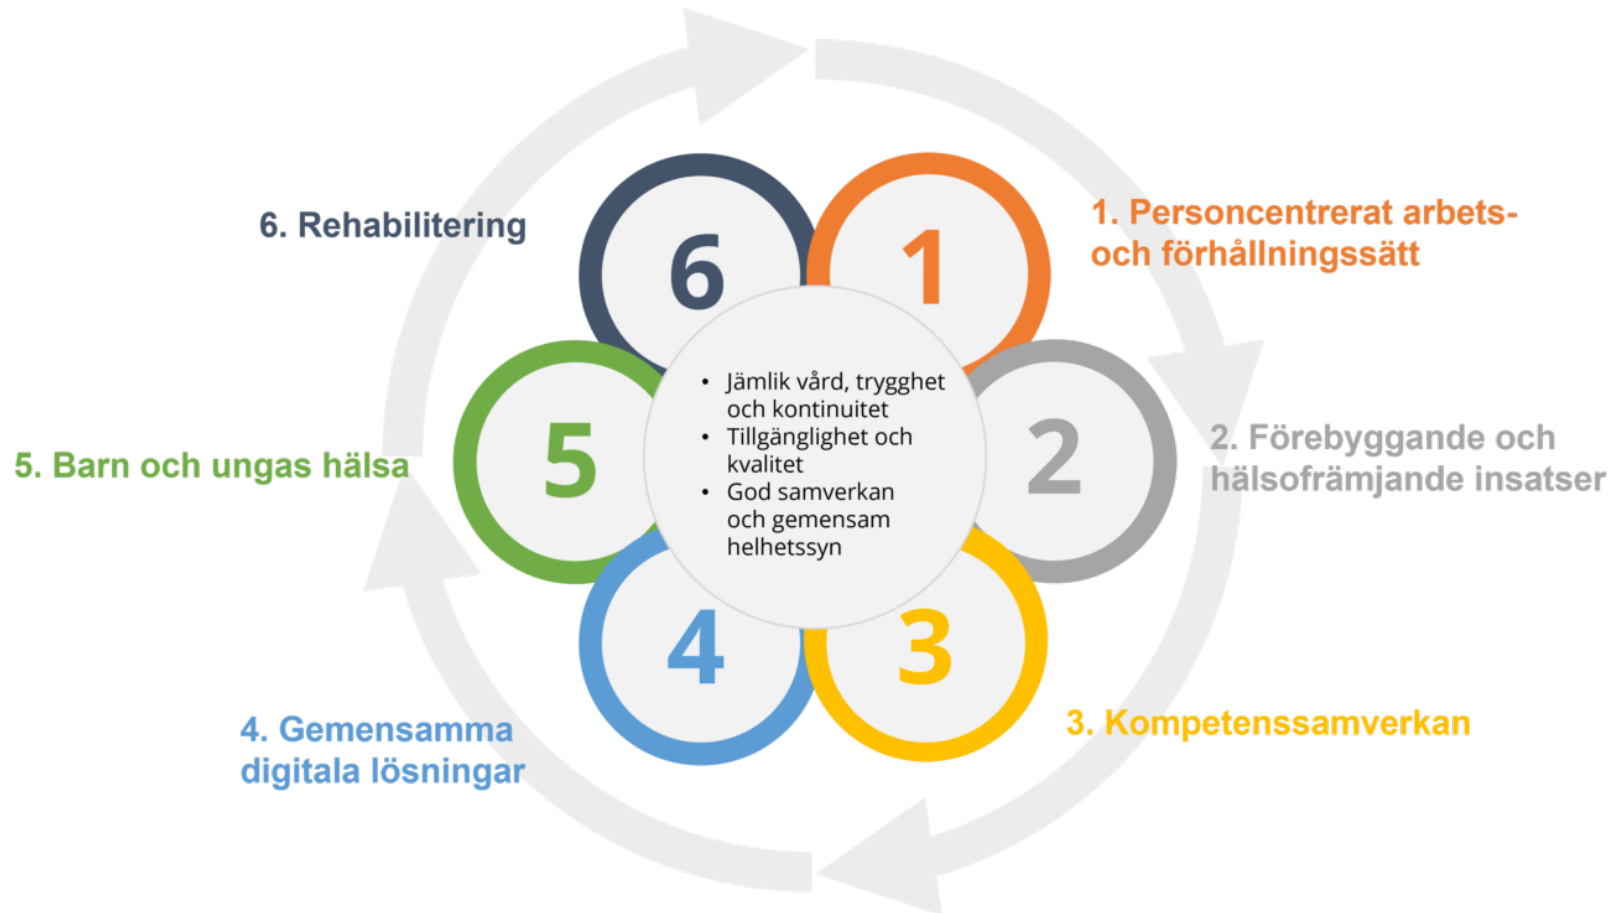 1. Personcentrerat arbets-
och förhållningssätt
2. Förebyggande och
hälsofrämjande insatser
3. Kompetenssamverkan
4. Gemensamma
digitala lösningar
5. Barn och ungas hälsa
6. Rehabilitering
6
1
5
2
4
3
• Jämlik vård, trygghet
och kontinuitet
• Tillgänglighet och
kvalitet
• God samverkan
och gemensam
helhetssyn